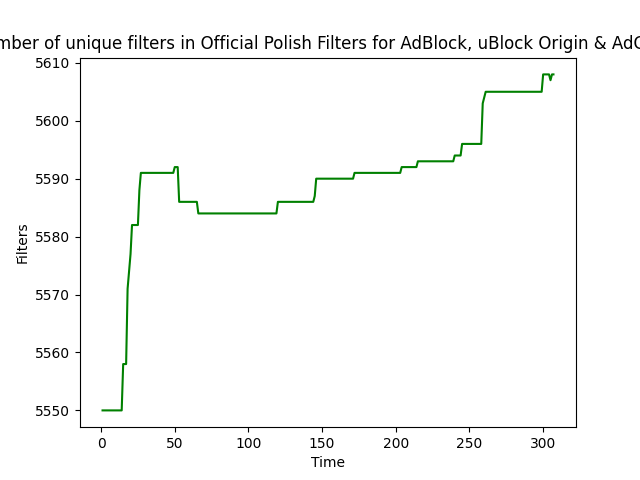 mber of unique filters in Official Polish Filters for AdBlock, uBlock Origin & AdG
5610
5600
5590
5580
5570
5560
5550
Filters
0 50 100 150 200 250 300
Time